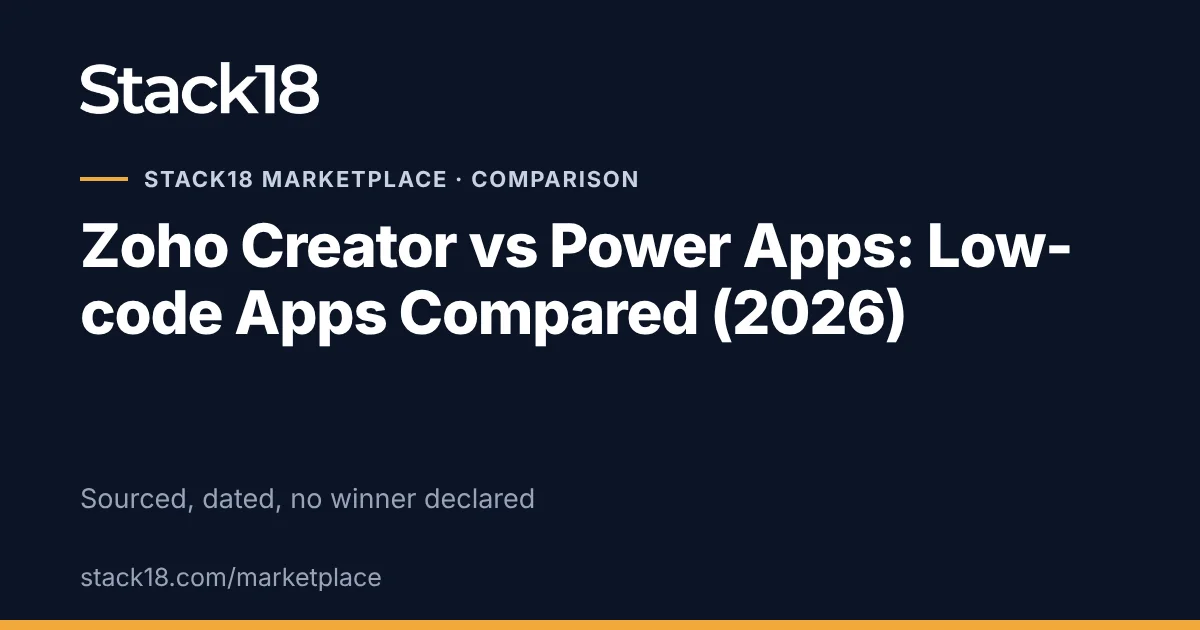 Stack18
STACK18 MARKETPLACE · COMPARISON
Zoho Creator vs Power Apps: Low-
code Apps Compared (2026)
Sourced, dated, no winner declared
stack18.com/marketplace